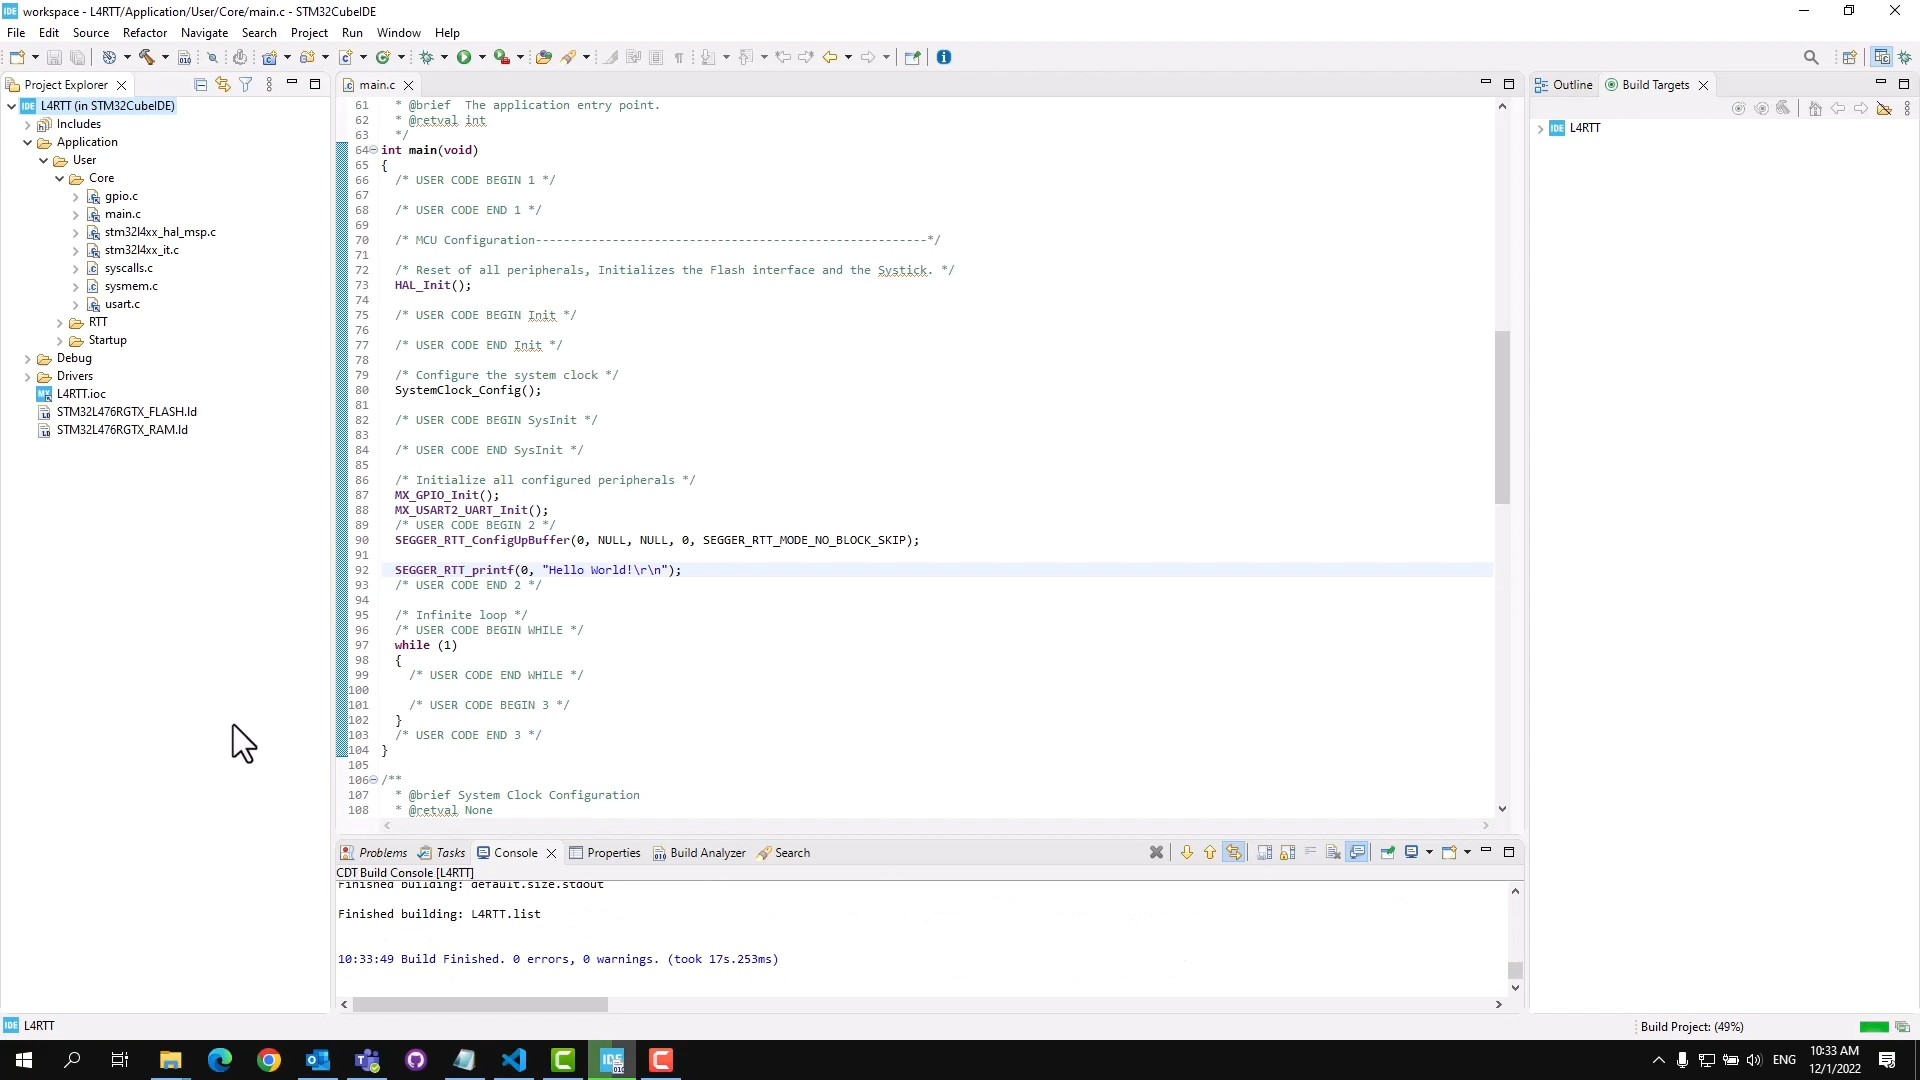 workspace - L4RTT/Application/User/Core/main.c - STM32CubeIDE
File Edit Source Refactor Navigate Search Project Run Window Help
Project Explorer
L4RTT (in STM32CubeIDE)
Includes
Application
User
Core
gpio.c
main.c
stm32l4xx_hal_msp.c
stm32l4xx_it.c
syscalls.c
sysmem.c
usart.c
RTT
Startup
Debug
Drivers
L4RTT.ioc
STM32L476RGTX_FLASH.ld
STM32L476RGTX_RAM.ld
main.c
61 * @brief  The application entry point.
62 * @retval int
63 */
64 int main(void)
65 {
66 /* USER CODE BEGIN 1 */
67
68 /* USER CODE END 1 */
69
70 /* MCU Configuration--------------------------------------------------------*/
71
72 /* Reset of all peripherals, Initializes the Flash interface and the Systick. */
73 HAL_Init();
74
75 /* USER CODE BEGIN Init */
76
77 /* USER CODE END Init */
78
79 /* Configure the system clock */
80 SystemClock_Config();
81
82 /* USER CODE BEGIN SysInit */
83
84 /* USER CODE END SysInit */
85
86 /* Initialize all configured peripherals */
87 MX_GPIO_Init();
88 MX_USART2_UART_Init();
89 /* USER CODE BEGIN 2 */
90 SEGGER_RTT_ConfigUpBuffer(0, NULL, NULL, 0, SEGGER_RTT_MODE_NO_BLOCK_SKIP);
91
92 SEGGER_RTT_printf(0, "Hello World!\r\n");
93 /* USER CODE END 2 */
94
95 /* Infinite loop */
96 /* USER CODE BEGIN WHILE */
97 while (1)
98 {
99 /* USER CODE END WHILE */
100
101 /* USER CODE BEGIN 3 */
102 }
103 /* USER CODE END 3 */
104 }
105
106 /**
107 * @brief System Clock Configuration
108 * @retval None
Outline Build Targets
L4RTT
Problems Tasks Console Properties Build Analyzer Search
CDT Build Console [L4RTT]
Finished building: default.size.stdout
Finished building: L4RTT.list
10:33:49 Build Finished. 0 errors, 0 warnings. (took 17s.253ms)
L4RTT
Build Project: (49%)
ENG
10:33 AM
12/1/2022